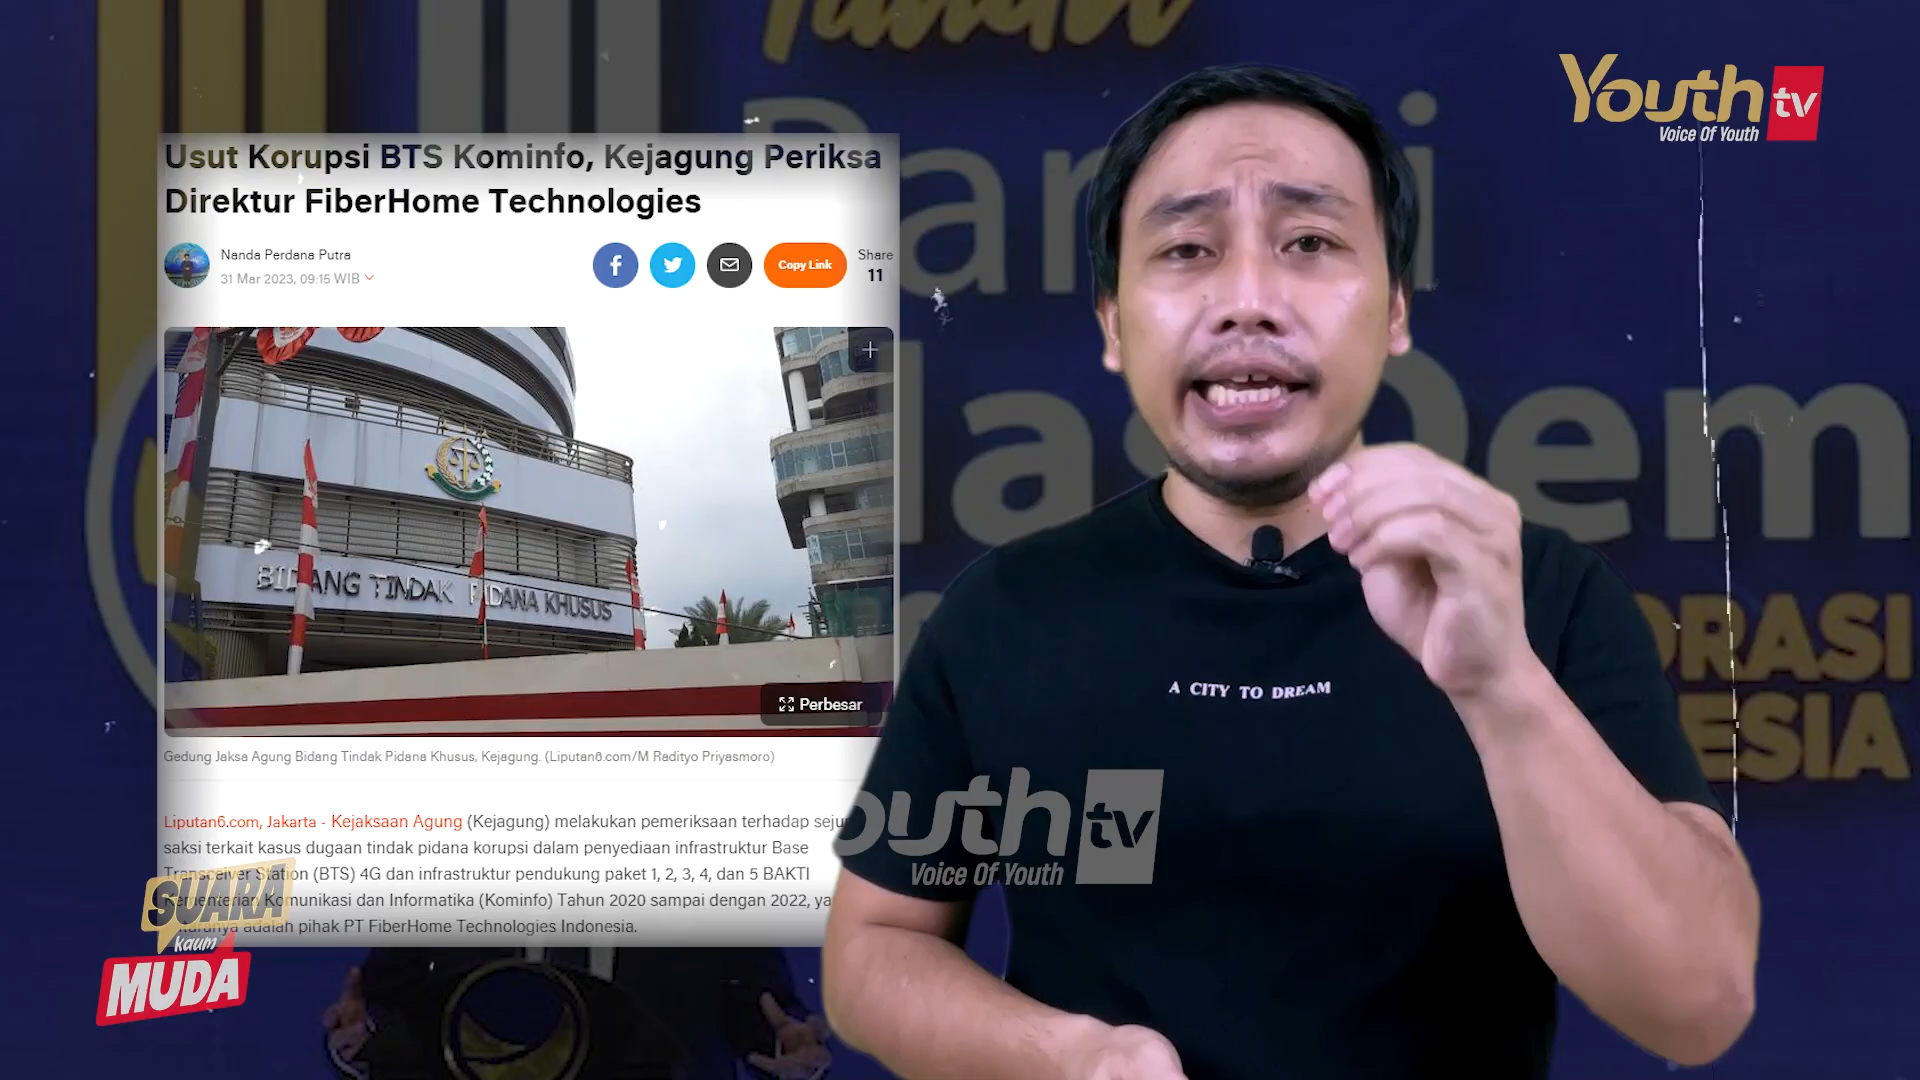 Youth tv
Voice Of Youth
Usut Korupsi BTS Kominfo, Kejagung Periksa
Direktur FiberHome Technologies
Nanda Perdana Putra
31 Mar 2023, 09:15 WIB
Copy Link
Share
11
BIDANG TINDAK PIDANA KHUSUS
Perbesar
Gedung Jaksa Agung Bidang Tindak Pidana Khusus, Kejagung. (Liputan6.com/M Radityo Priyasmoro)
Liputan6.com, Jakarta - Kejaksaan Agung (Kejagung) melakukan pemeriksaan terhadap
saksi terkait kasus dugaan tindak pidana korupsi dalam penyediaan infrastruktur Base
Transceiver Station (BTS) 4G dan infrastruktur pendukung paket 1, 2, 3, 4, dan 5 BAKTI
Kementerian Komunikasi dan Informatika (Kominfo) Tahun 2020 sampai dengan 2022,
adalah pihak PT FiberHome Technologies Indonesia.
A CITY TO DREAM
outh tv
Voice Of Youth
SUARA
kaum
MUDA